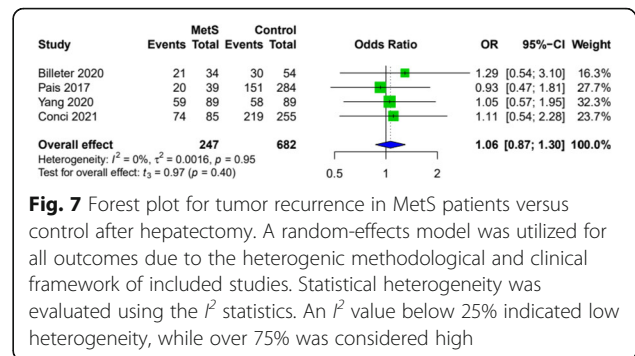 MetS Control
Study Events Total Events Total Odds Ratio OR 95%-CI Weight
Billeter 2020 21 34 30 54 1.29 [0.54; 3.10] 16.3%
Pais 2017 20 39 151 284 0.93 [0.47; 1.81] 27.7%
Yang 2020 59 89 58 89 1.05 [0.57; 1.95] 32.3%
Conci 2021 74 85 219 255 1.11 [0.54; 2.28] 23.7%
Overall effect 247 682 1.06 [0.87; 1.30] 100.0%
Heterogeneity: I² = 0%, τ² = 0.0016, p = 0.95
Test for overall effect: t₃ = 0.97 (p = 0.40)
0.5 1 2
Fig. 7 Forest plot for tumor recurrence in MetS patients versus
control after hepatectomy. A random-effects model was utilized for
all outcomes due to the heterogenic methodological and clinical
framework of included studies. Statistical heterogeneity was
evaluated using the I² statistics. An I² value below 25% indicated low
heterogeneity, while over 75% was considered high